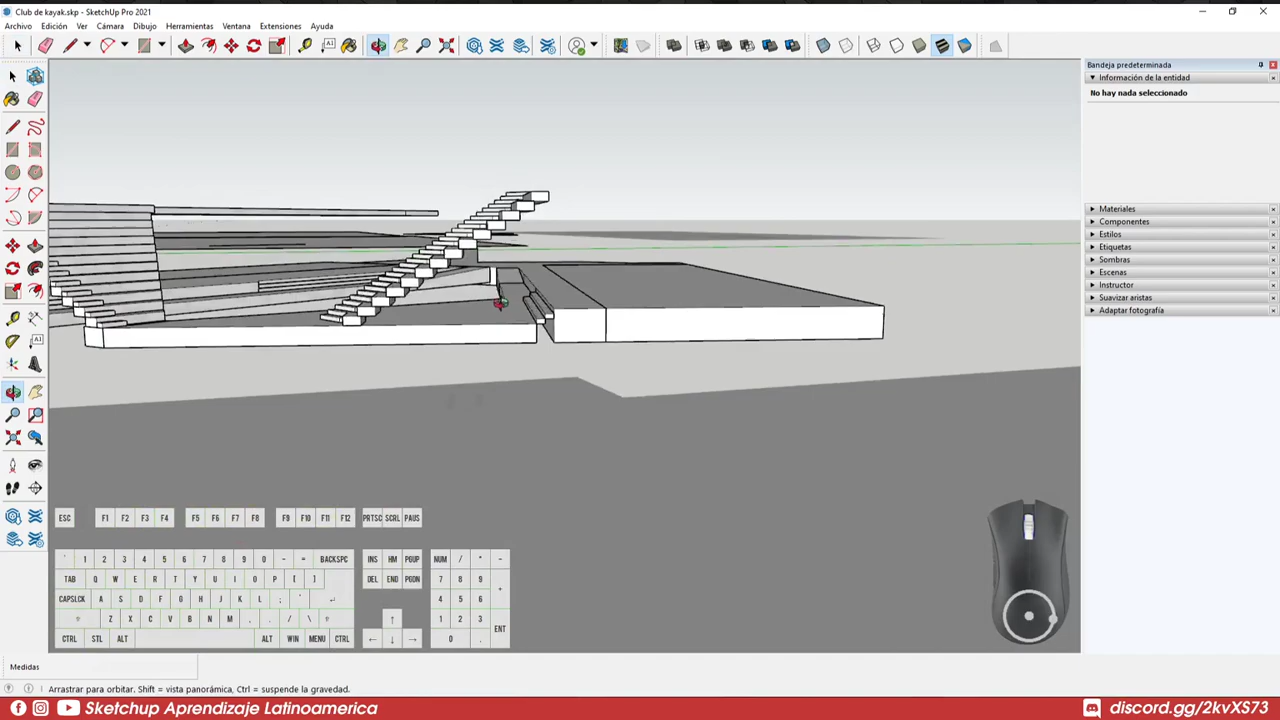 Club de kayak.skp - SketchUp Pro 2021
Archivo Edición Ver Cámara Dibujo Herramientas Ventana Extensiones Ayuda
Bandeja predeterminada
Información de la entidad
No hay nada seleccionado
Materiales
Componentes
Estilos
Etiquetas
Sombras
Escenas
Instructor
Suavizar aristas
Adaptar fotografía
ESC F1 F2 F3 F4 F5 F6 F7 F8 F9 F10 F11 F12 PRTSC SCRL PAUS
` 1 2 3 4 5 6 7 8 9 0 - = BACKSPC INS HM PGUP NUM / * -
TAB Q W E R T Y U I O P [ ] DEL END PGDN 7 8 9 +
CAPSLCK A S D F G H J K L ; ' ↵ 4 5 6
⇧ Z X C V B N M , . / \ ⇧ ↑ 1 2 3 ENT
CTRL STL ALT ALT WIN MENU CTRL ← ↓ → 0 .
Medidas
Arrastrar para orbitar. Shift = vista panorámica, Ctrl = suspende la gravedad.
Sketchup Aprendizaje Latinoamerica
discord.gg/2kvXS73